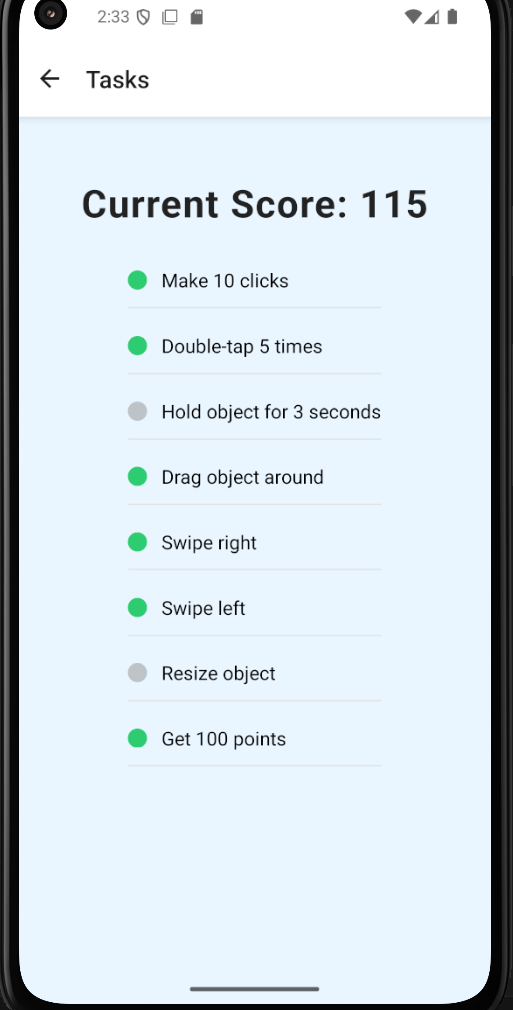 2:33
Tasks
Current Score: 115
Make 10 clicks
Double-tap 5 times
Hold object for 3 seconds
Drag object around
Swipe right
Swipe left
Resize object
Get 100 points